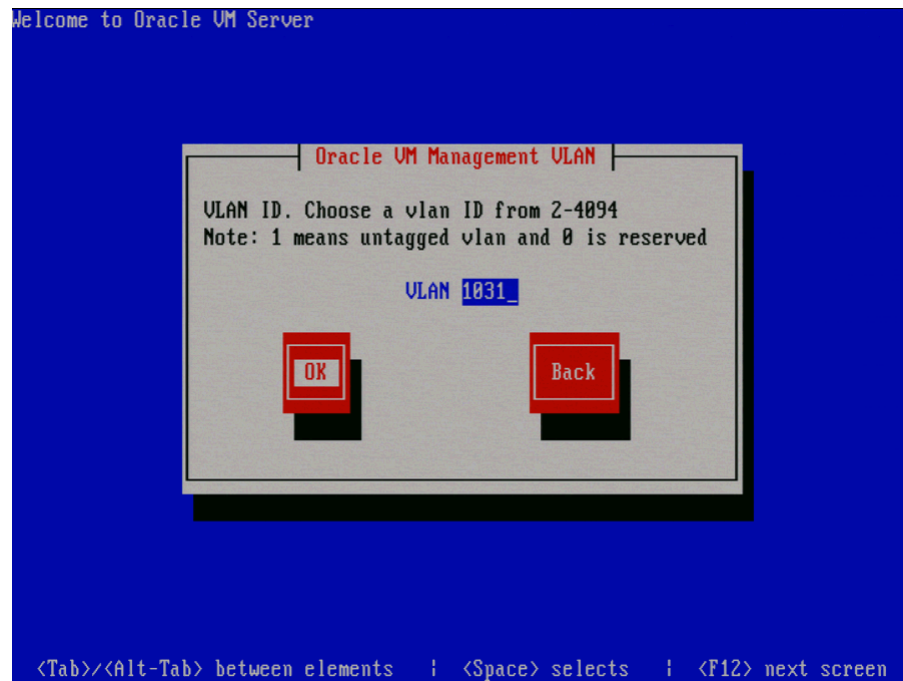 Welcome to Oracle VM Server
Oracle VM Management VLAN
VLAN ID. Choose a vlan ID from 2-4094
Note: 1 means untagged vlan and 0 is reserved
VLAN 1031_
OK Back
<Tab>/<Alt-Tab> between elements ¦ <Space> selects ¦ <F12> next screen